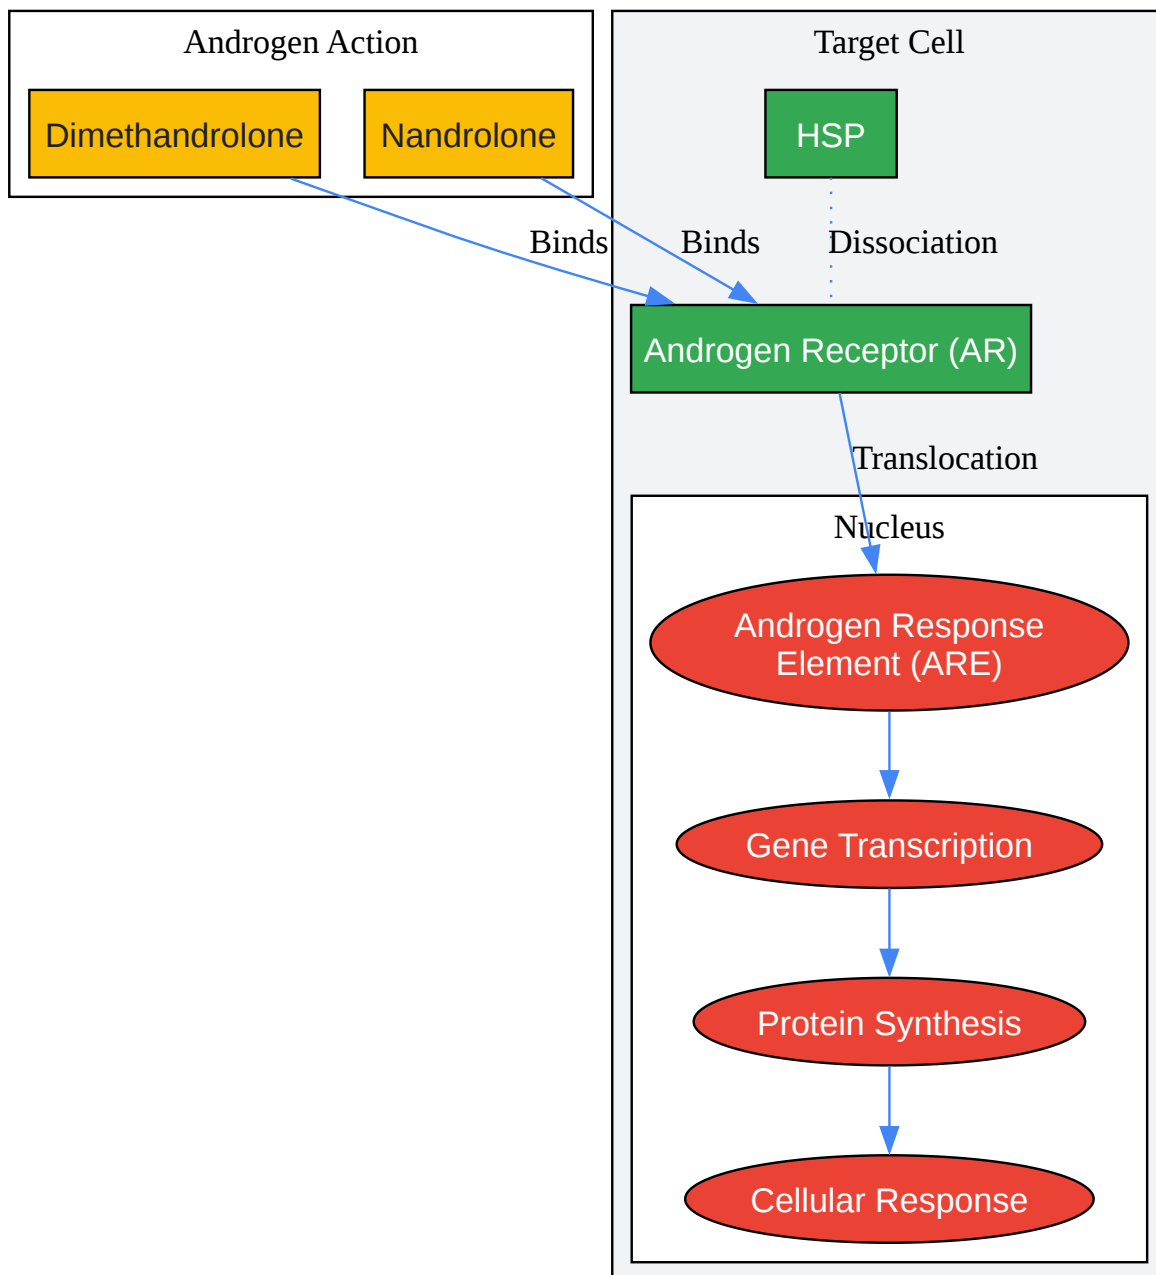 Androgen Action
Target Cell
Dimethandrolone
Nandrolone
HSP
Binds
Binds
Dissociation
Androgen Receptor (AR)
Translocation
Nucleus
Androgen Response
Element (ARE)
Gene Transcription
Protein Synthesis
Cellular Response